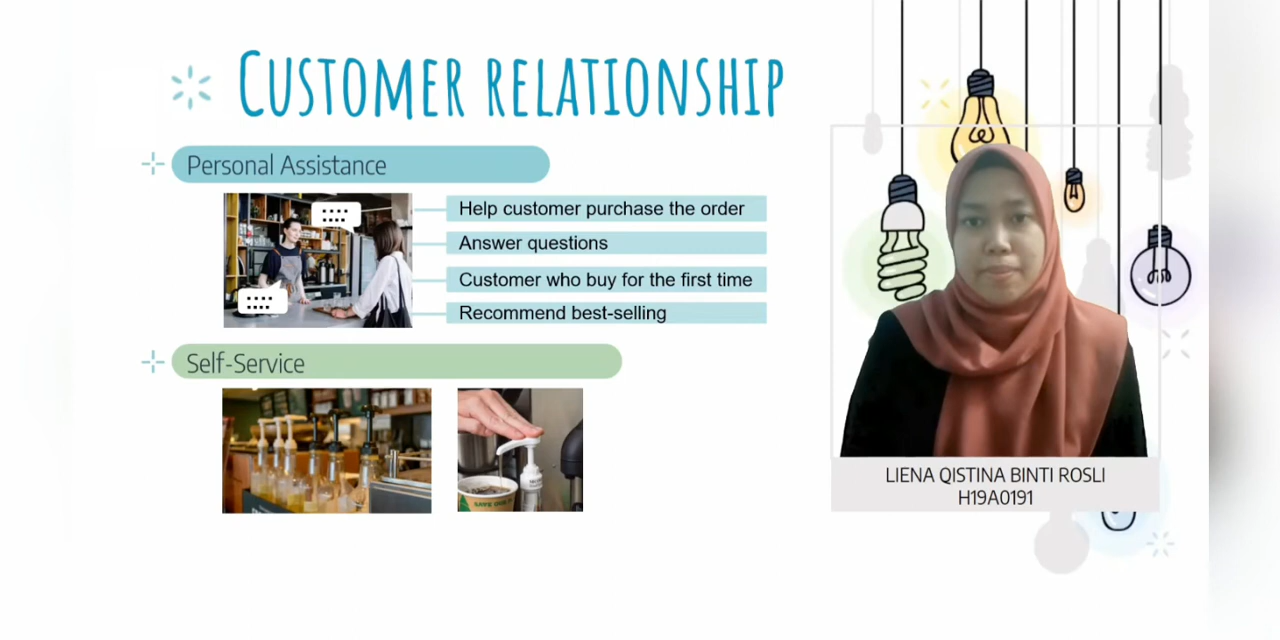 CUSTOMER RELATIONSHIP
Personal Assistance
Help customer purchase the order
Answer questions
Customer who buy for the first time
Recommend best-selling
Self-Service
LIENA QISTINA BINTI ROSLI
H19A0191